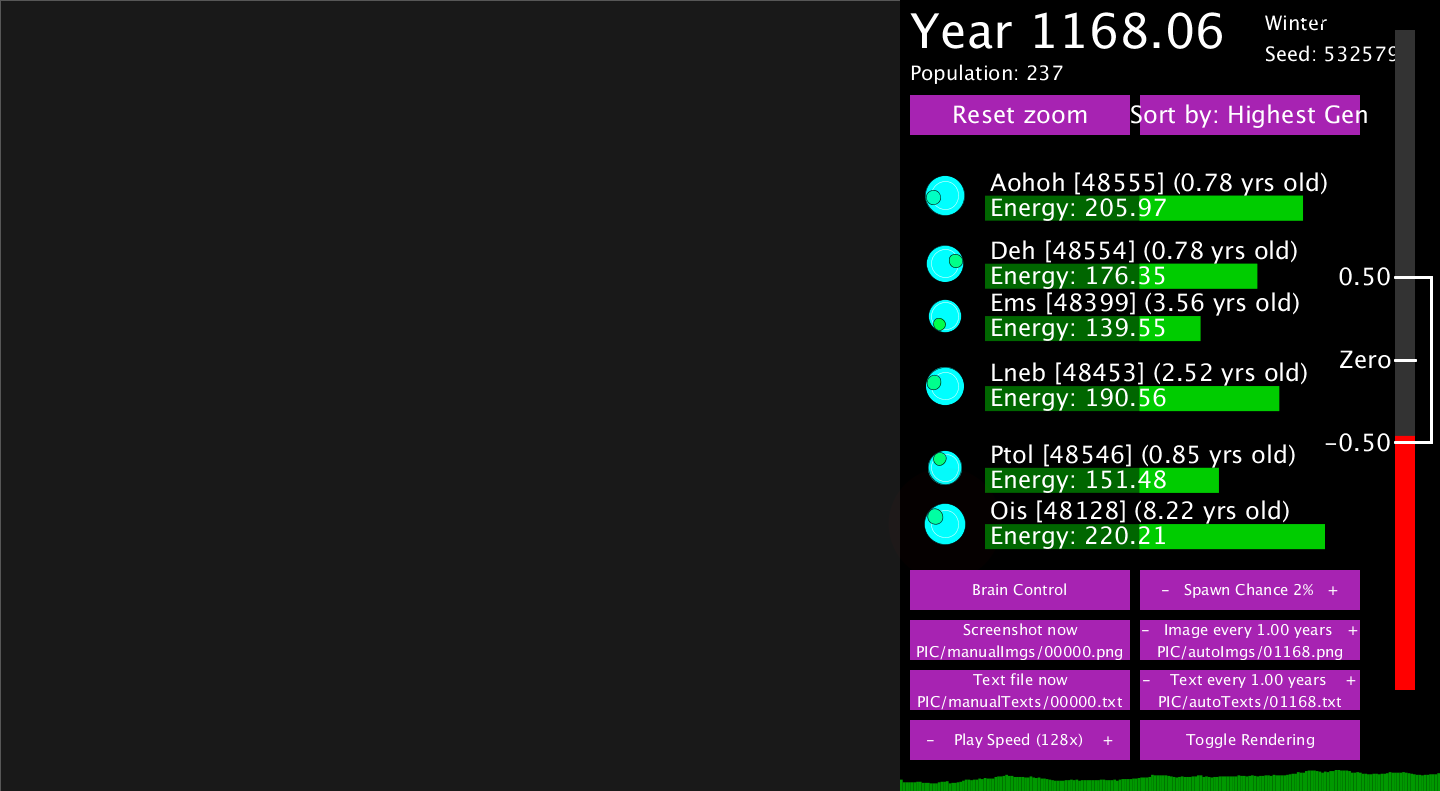 Year 1168.06
Winter
Seed: 532579
Population: 237
Reset zoom
Sort by: Highest Gen
Aohoh [48555] (0.78 yrs old)
Energy: 205.97
Deh [48554] (0.78 yrs old)
Energy: 176.35
Ems [48399] (3.56 yrs old)
Energy: 139.55
Lneb [48453] (2.52 yrs old)
Energy: 190.56
Ptol [48546] (0.85 yrs old)
Energy: 151.48
Ois [48128] (8.22 yrs old)
Energy: 220.21
0.50
Zero
-0.50
Brain Control
- Spawn Chance 2% +
Screenshot now
PIC/manualImgs/00000.png
- Image every 1.00 years +
PIC/autoImgs/01168.png
Text file now
PIC/manualTexts/00000.txt
- Text every 1.00 years +
PIC/autoTexts/01168.txt
- Play Speed (128x) +
Toggle Rendering